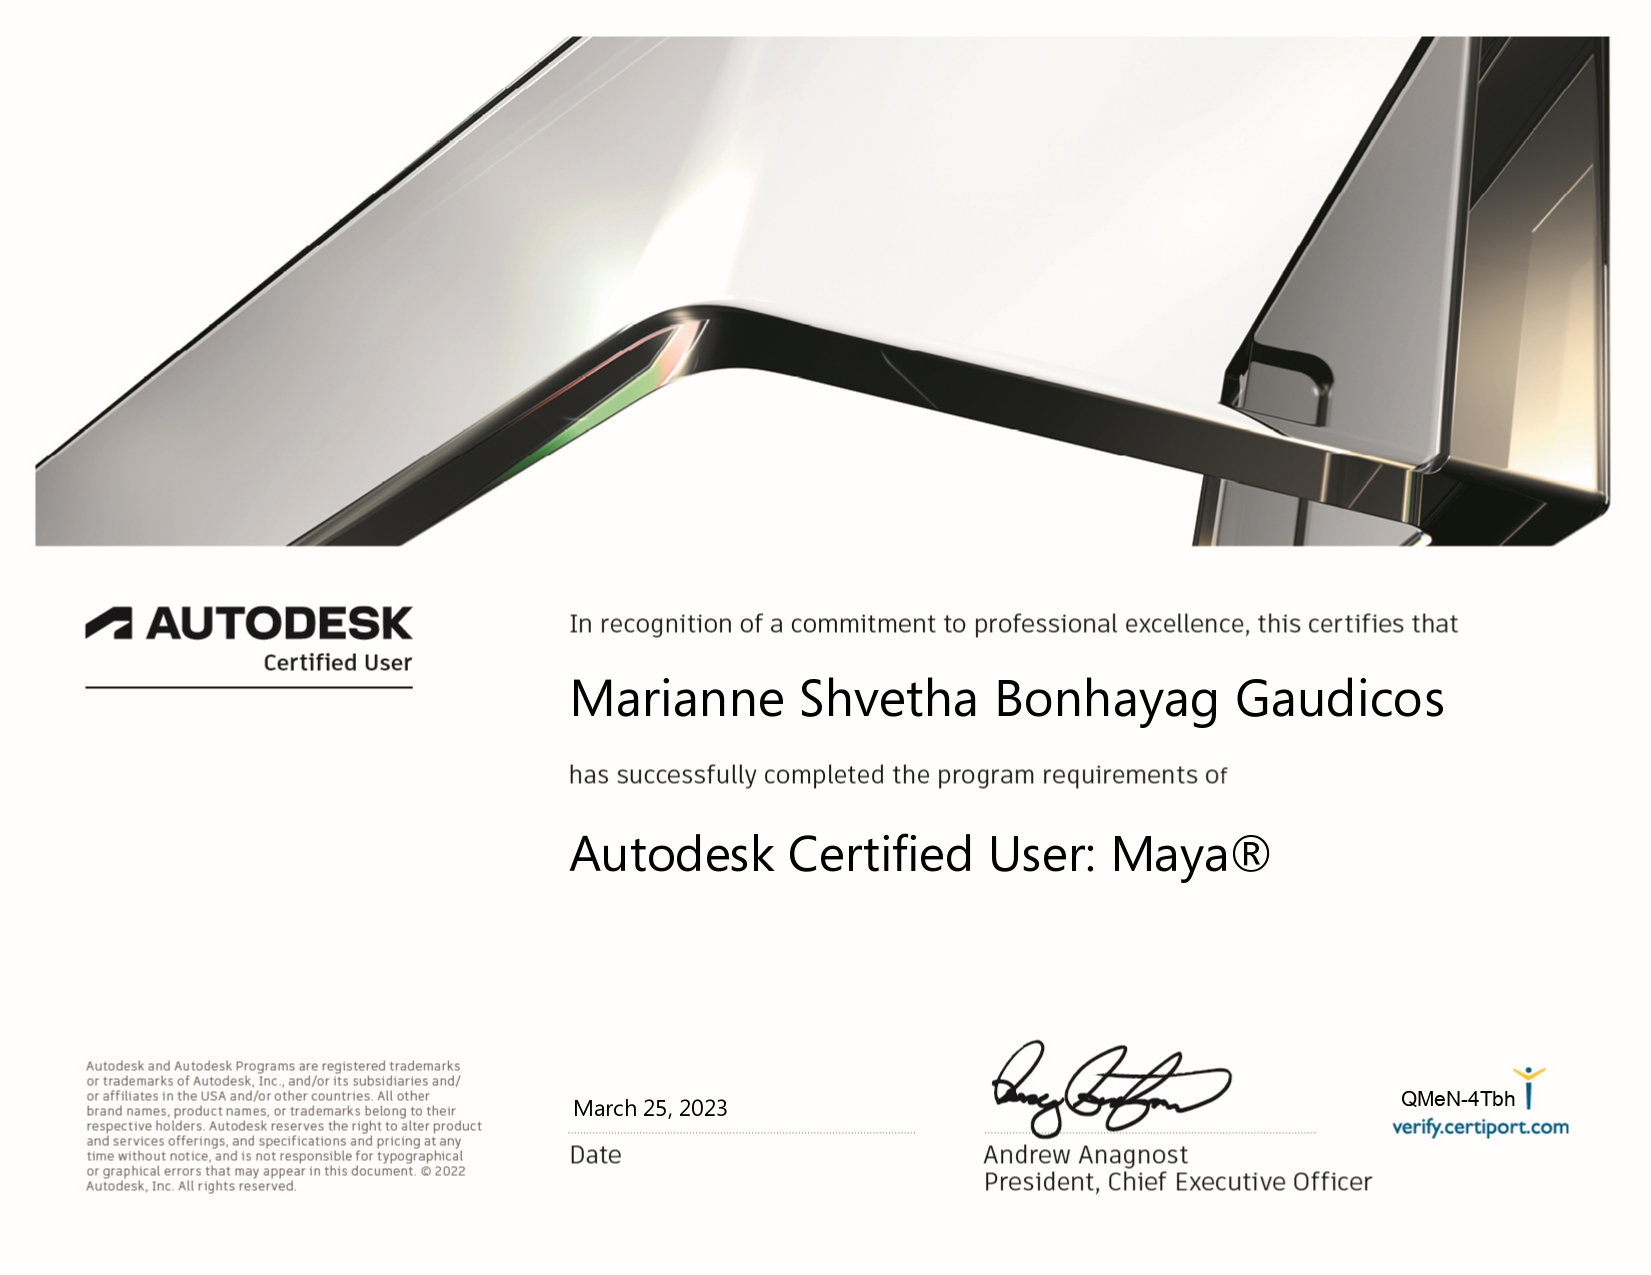 AUTODESK
Certified User
In recognition of a commitment to professional excellence, this certifies that
Marianne Shvetha Bonhayag Gaudicos
has successfully completed the program requirements of
Autodesk Certified User: Maya®
Autodesk and Autodesk Programs are registered trademarks
or trademarks of Autodesk, Inc., and/or its subsidiaries and/
or affiliates in the USA and/or other countries. All other
brand names, product names, or trademarks belong to their
respective holders. Autodesk reserves the right to alter product
and services offerings, and specifications and pricing at any
time without notice, and is not responsible for typographical
or graphical errors that may appear in this document. © 2022
Autodesk, Inc. All rights reserved.
March 25, 2023
Date
Andrew Anagnost
President, Chief Executive Officer
QMeN-4Tbh
verify.certiport.com